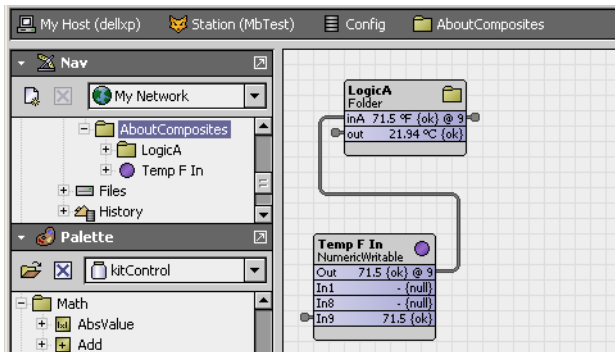 My Host (dellxp) Station (MbTest) Config AboutComposites
Nav
My Network
AboutComposites
LogicA
Temp F In
Files
History
Palette
kitControl
Math
AbsValue
Add
LogicA
Folder
inA 71.5 ºF {ok} @ 9
out 21.94 ºC {ok}
Temp F In
NumericWritable
Out 71.5 {ok} @ 9
In1 - {null}
In8 - {null}
In9 71.5 {ok}